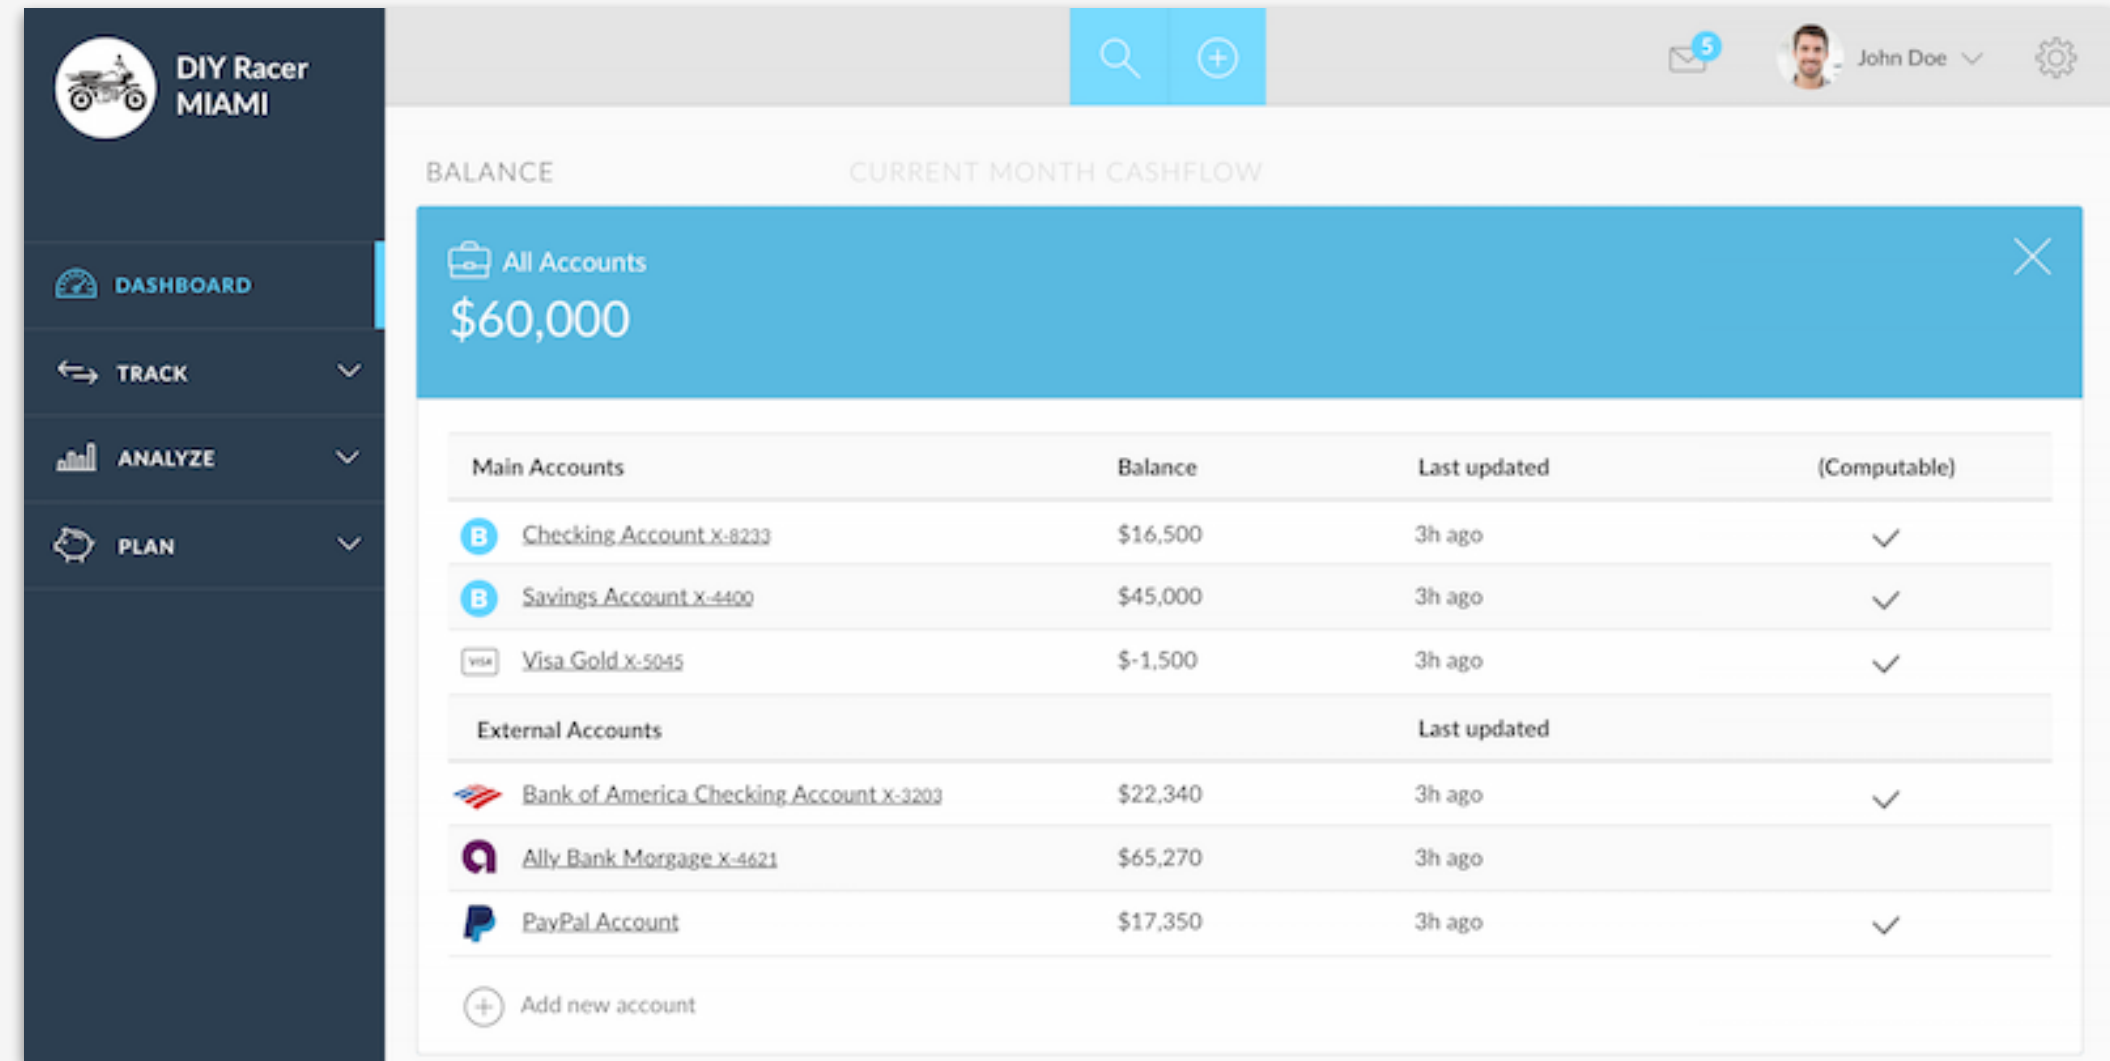 DIY Racer
MIAMI
5
John Doe
BALANCE
CURRENT MONTH CASHFLOW
DASHBOARD
TRACK
ANALYZE
PLAN
All Accounts
$60,000
Main Accounts Balance Last updated (Computable)
B Checking Account X-8233 $16,500 3h ago
B Savings Account X-4400 $45,000 3h ago
VISA Visa Gold X-5045 $-1,500 3h ago
External Accounts Last updated
Bank of America Checking Account X-3203 $22,340 3h ago
Ally Bank Morgage X-4621 $65,270 3h ago
PayPal Account $17,350 3h ago
Add new account